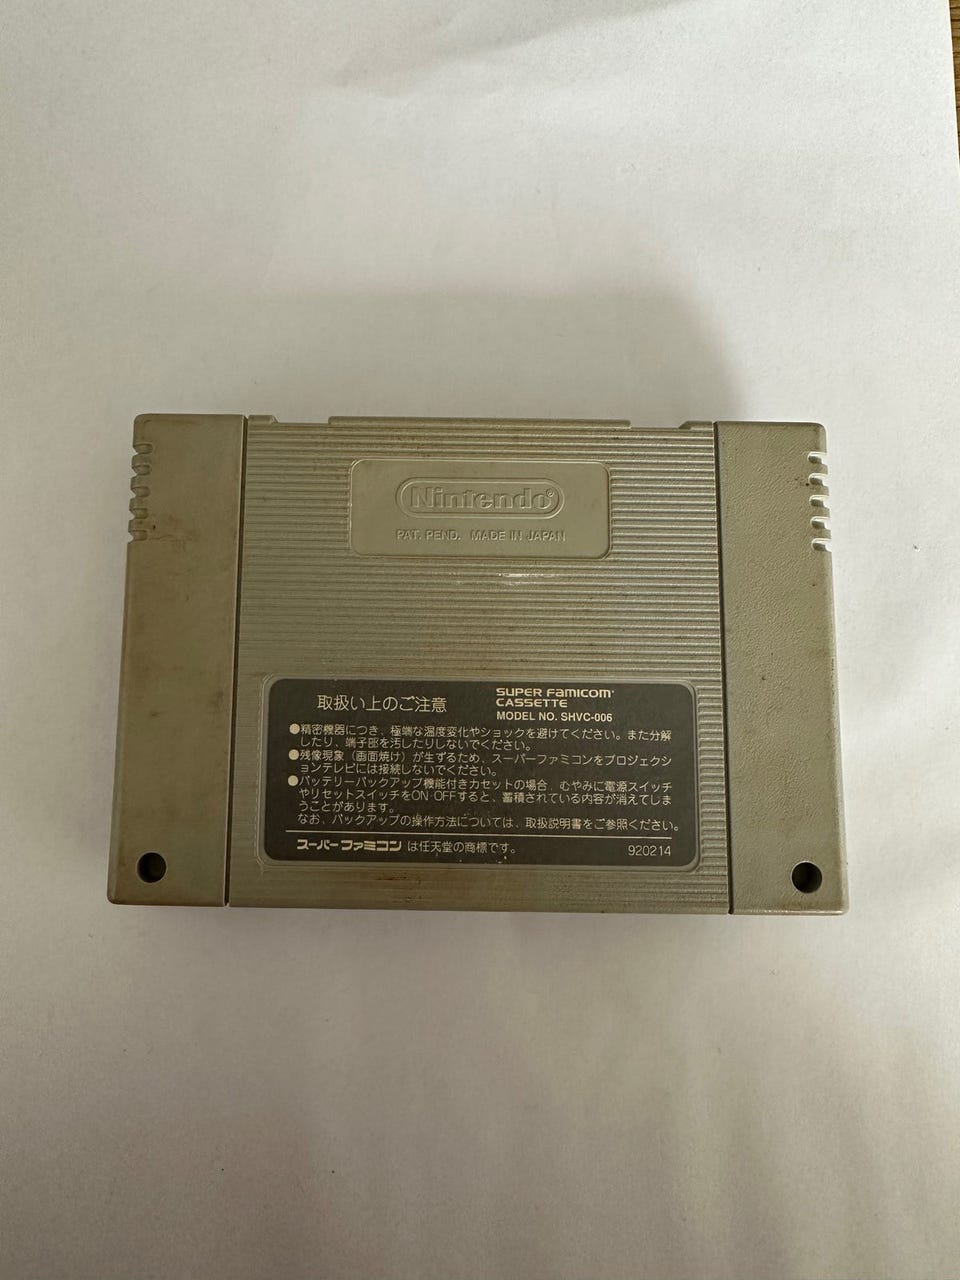 Nintendo®
PAT. PEND. MADE IN JAPAN
取扱い上のご注意
SUPER FAMICOM
CASSETTE
MODEL NO. SHVC-006
●精密機器につき、極端な温度変化やショックを避けてください。また分解
したり、端子部を汚したりしないでください。
●残像現象（画面焼け）が生ずるため、スーパーファミコンをプロジェクシ
ョンテレビには接続しないでください。
●バッテリーバックアップ機能付きカセットの場合、むやみに電源スイッチ
やリセットスイッチをON OFFすると、蓄積されている内容が消えてしま
うことがあります。
なお、バックアップの操作方法については、取扱説明書をご参照ください。
スーパーファミコン は任天堂の商標です。
920214